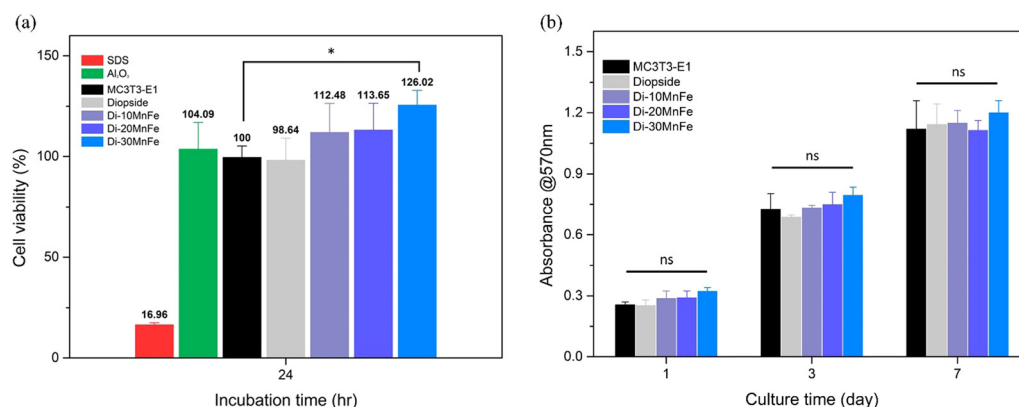 (a)
150
100
50
0
Cell viability (%)
SDS
Al₂O₃
MC3T3-E1
Diopside
Di-10MnFe
Di-20MnFe
Di-30MnFe
*
16.96
104.09
100
98.64
112.48
113.65
126.02
24
Incubation time (hr)
(b)
1.5
1.2
0.9
0.6
0.3
0.0
Absorbance @570nm
MC3T3-E1
Diopside
Di-10MnFe
Di-20MnFe
Di-30MnFe
ns
ns
ns
1
3
7
Culture time (day)